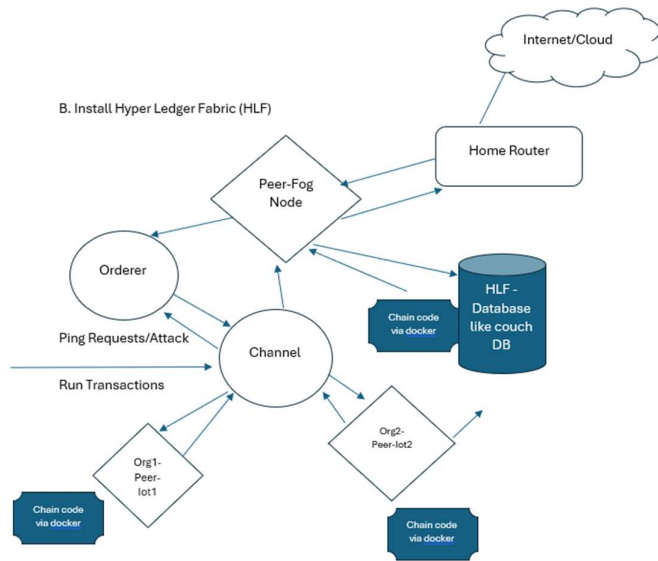 Internet/Cloud
B. Install Hyper Ledger Fabric (HLF)
Home Router
Peer-Fog
Node
Orderer
HLF -
Database
like couch
DB
Chain code
via docker
Ping Requests/Attack
Channel
Run Transactions
Org1-
Peer-
Iot1
Org2-
Peer-Iot2
Chain code
via docker
Chain code
via docker